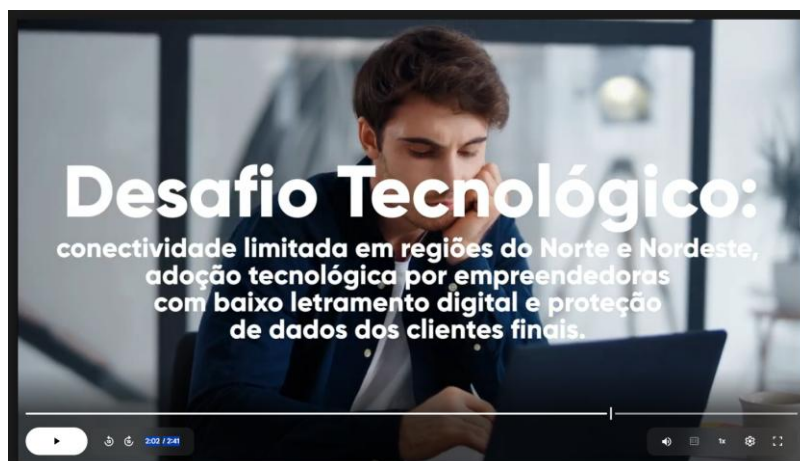 Desafio Tecnológico:
conectividade limitada em regiões do Norte e Nordeste,
adoção tecnológica por empreendedoras
com baixo letramento digital e proteção
de dados dos clientes finais.
2:02 / 2:41
1x